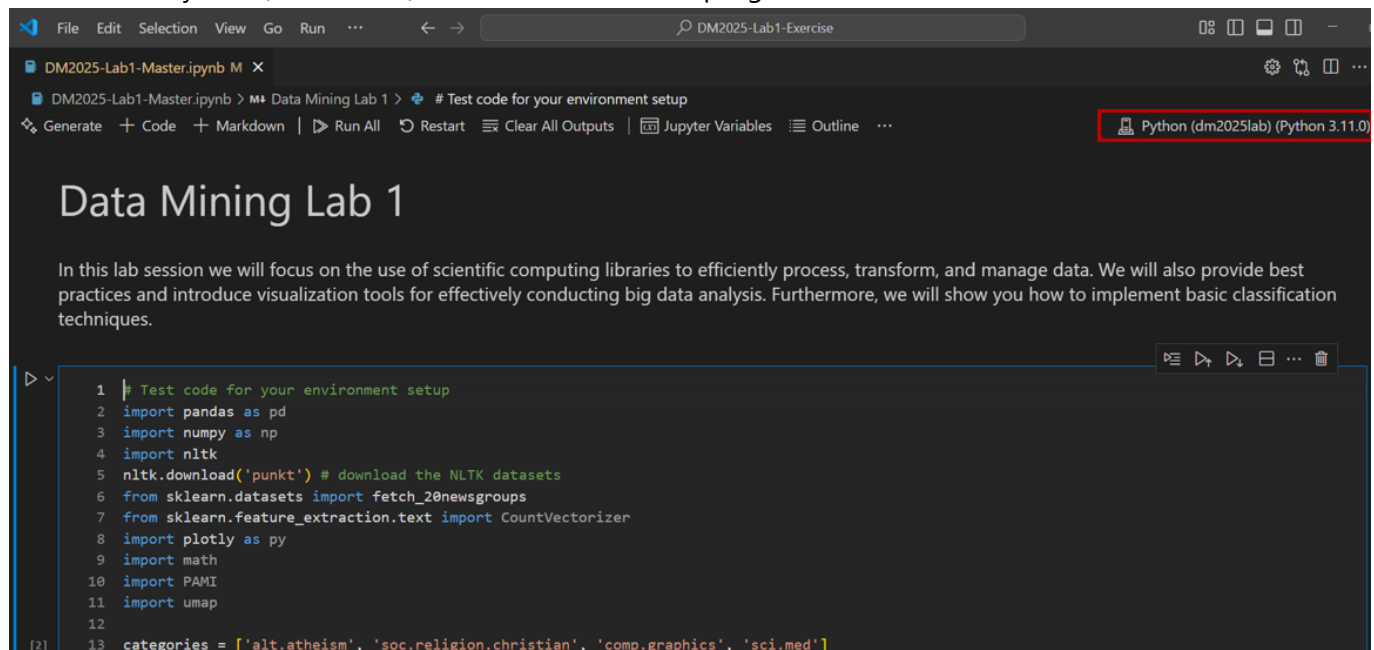 File Edit Selection View Go Run ··· ← → DM2025-Lab1-Exercise
DM2025-Lab1-Master.ipynb M ×
DM2025-Lab1-Master.ipynb > M↓ Data Mining Lab 1 > # Test code for your environment setup
Generate + Code + Markdown | Run All Restart Clear All Outputs | Jupyter Variables Outline ··· Python (dm2025lab) (Python 3.11.0)
Data Mining Lab 1
In this lab session we will focus on the use of scientific computing libraries to efficiently process, transform, and manage data. We will also provide best
practices and introduce visualization tools for effectively conducting big data analysis. Furthermore, we will show you how to implement basic classification
techniques.
1 # Test code for your environment setup
2 import pandas as pd
3 import numpy as np
4 import nltk
5 nltk.download('punkt') # download the NLTK datasets
6 from sklearn.datasets import fetch_20newsgroups
7 from sklearn.feature_extraction.text import CountVectorizer
8 import plotly as py
9 import math
10 import PAMI
11 import umap
12
[2] 13 categories = ['alt.atheism', 'soc.religion.christian', 'comp.graphics', 'sci.med']